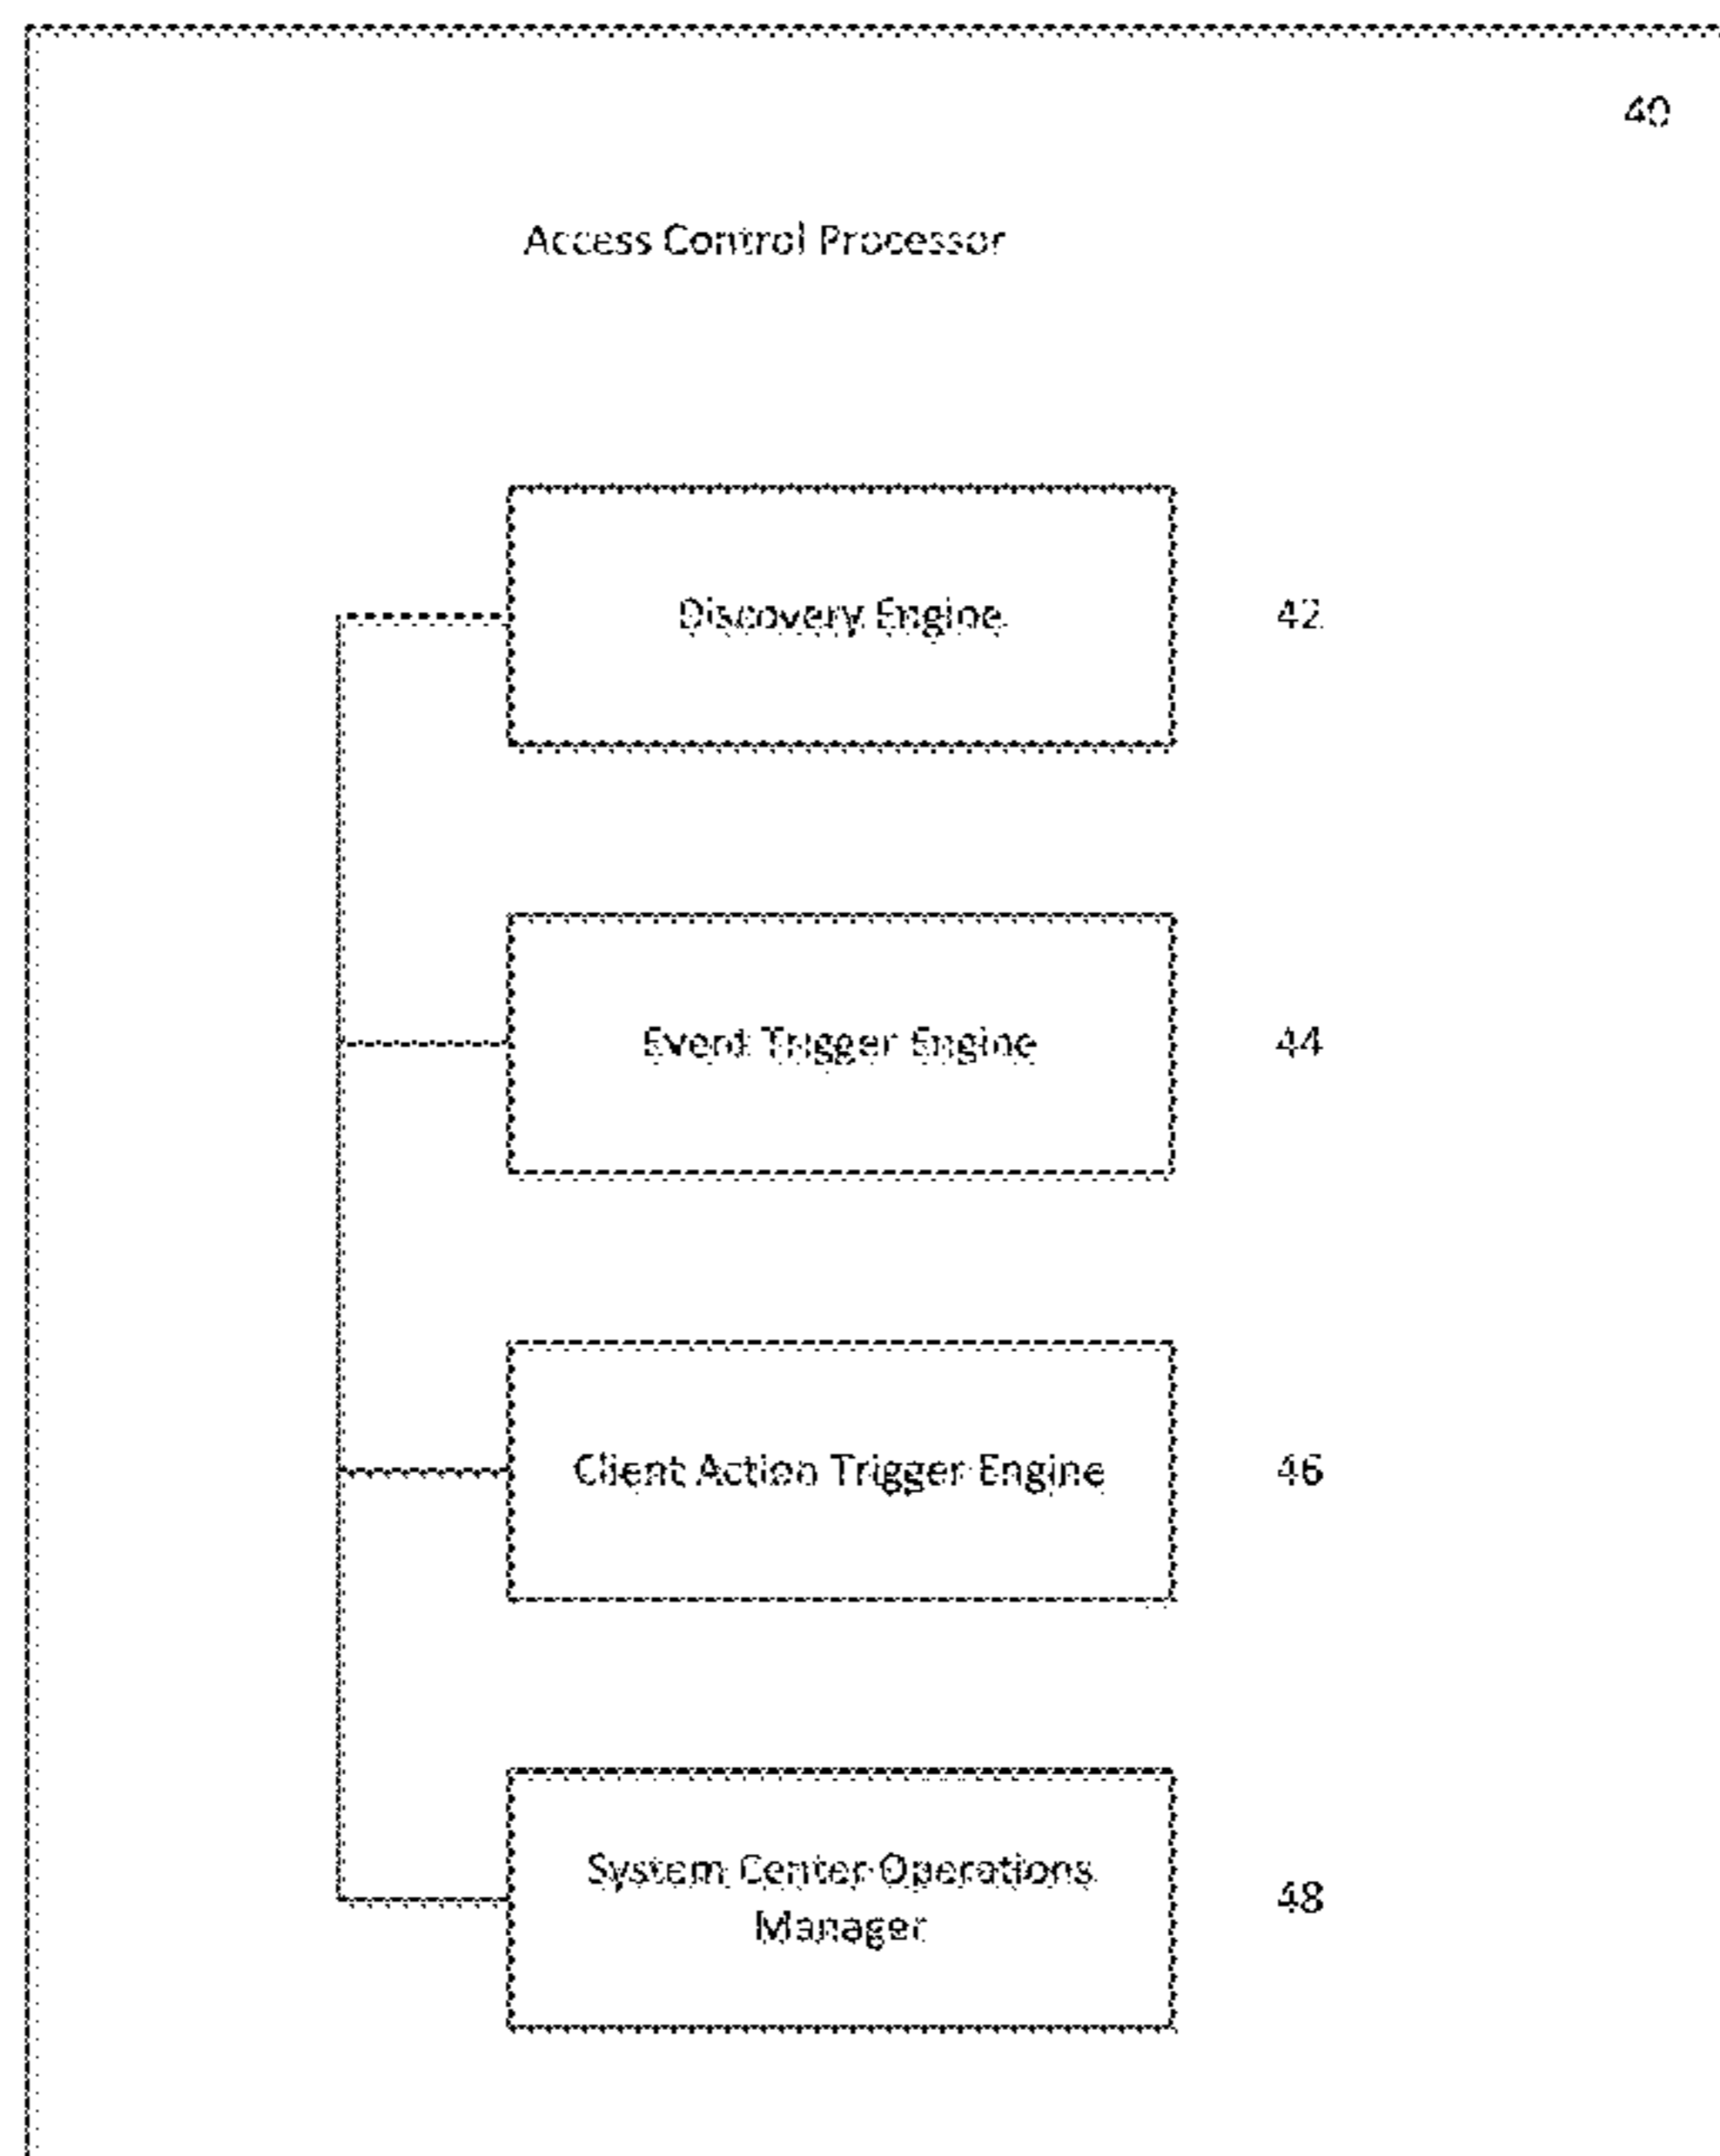 40
Access Control Processor
Discovery Engine
42
Event Trigger Engine
44
Client Action Trigger Engine
46
System Center Operations
Manager
48